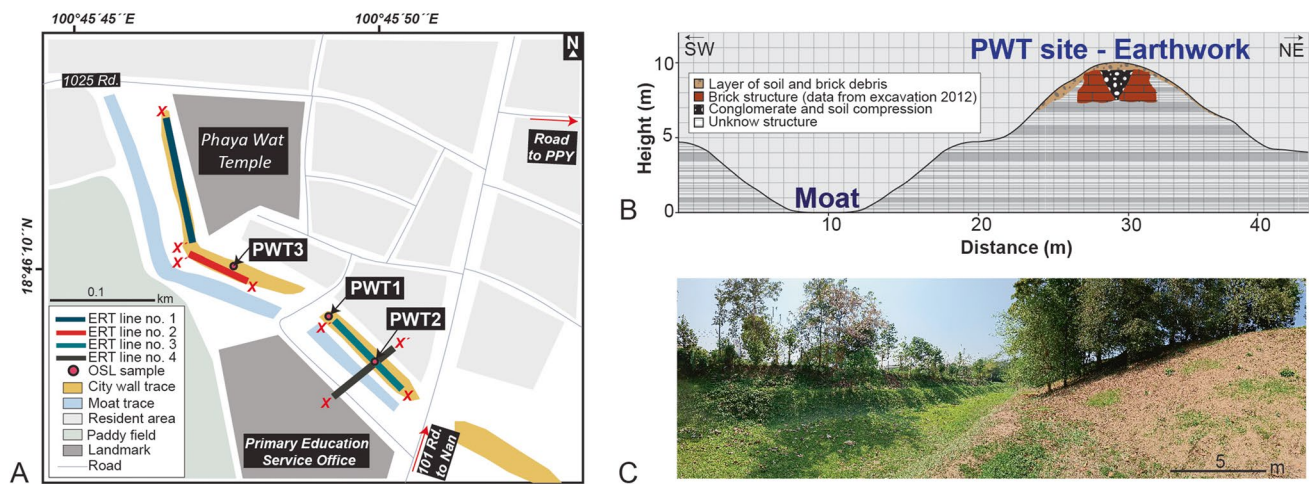 100°45´45´´E
100°45´50´´E
N
1025 Rd.
X
Phaya Wat
Temple
Road
to PPY
18°46´10´´N
X´
X´
PWT3
X
0.1
km
PWT1
PWT2
X´
X´
X
X
ERT line no. 1
ERT line no. 2
ERT line no. 3
ERT line no. 4
OSL sample
City wall trace
Moat trace
Resident area
Paddy field
Landmark
Road
Primary Education
Service Office
101 Rd.
to Nan
A
SW
PWT site - Earthwork
NE
Layer of soil and brick debris
Brick structure (data from excavation 2012)
Conglomerate and soil compression
Unknow structure
Height (m)
10
5
0
Moat
10
20
30
40
Distance (m)
B
5
m
C